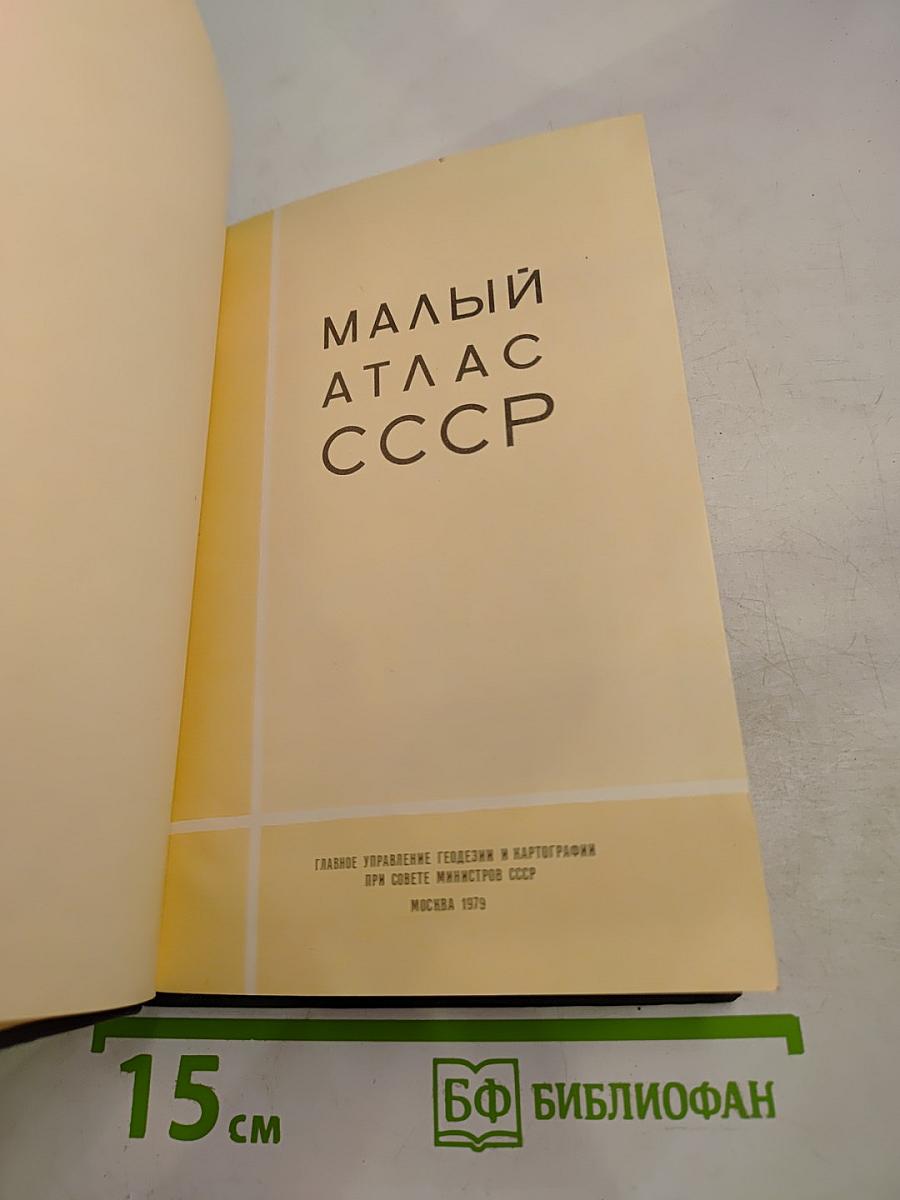 МАЛЫЙ
АТЛАС
СССР
ГЛАВНОЕ УПРАВЛЕНИЕ ГЕОДЕЗИИ И КАРТОГРАФИИ
ПРИ СОВЕТЕ МИНИСТРОВ СССР
МОСКВА 1979
15 см
БФ БИБЛИОФАН